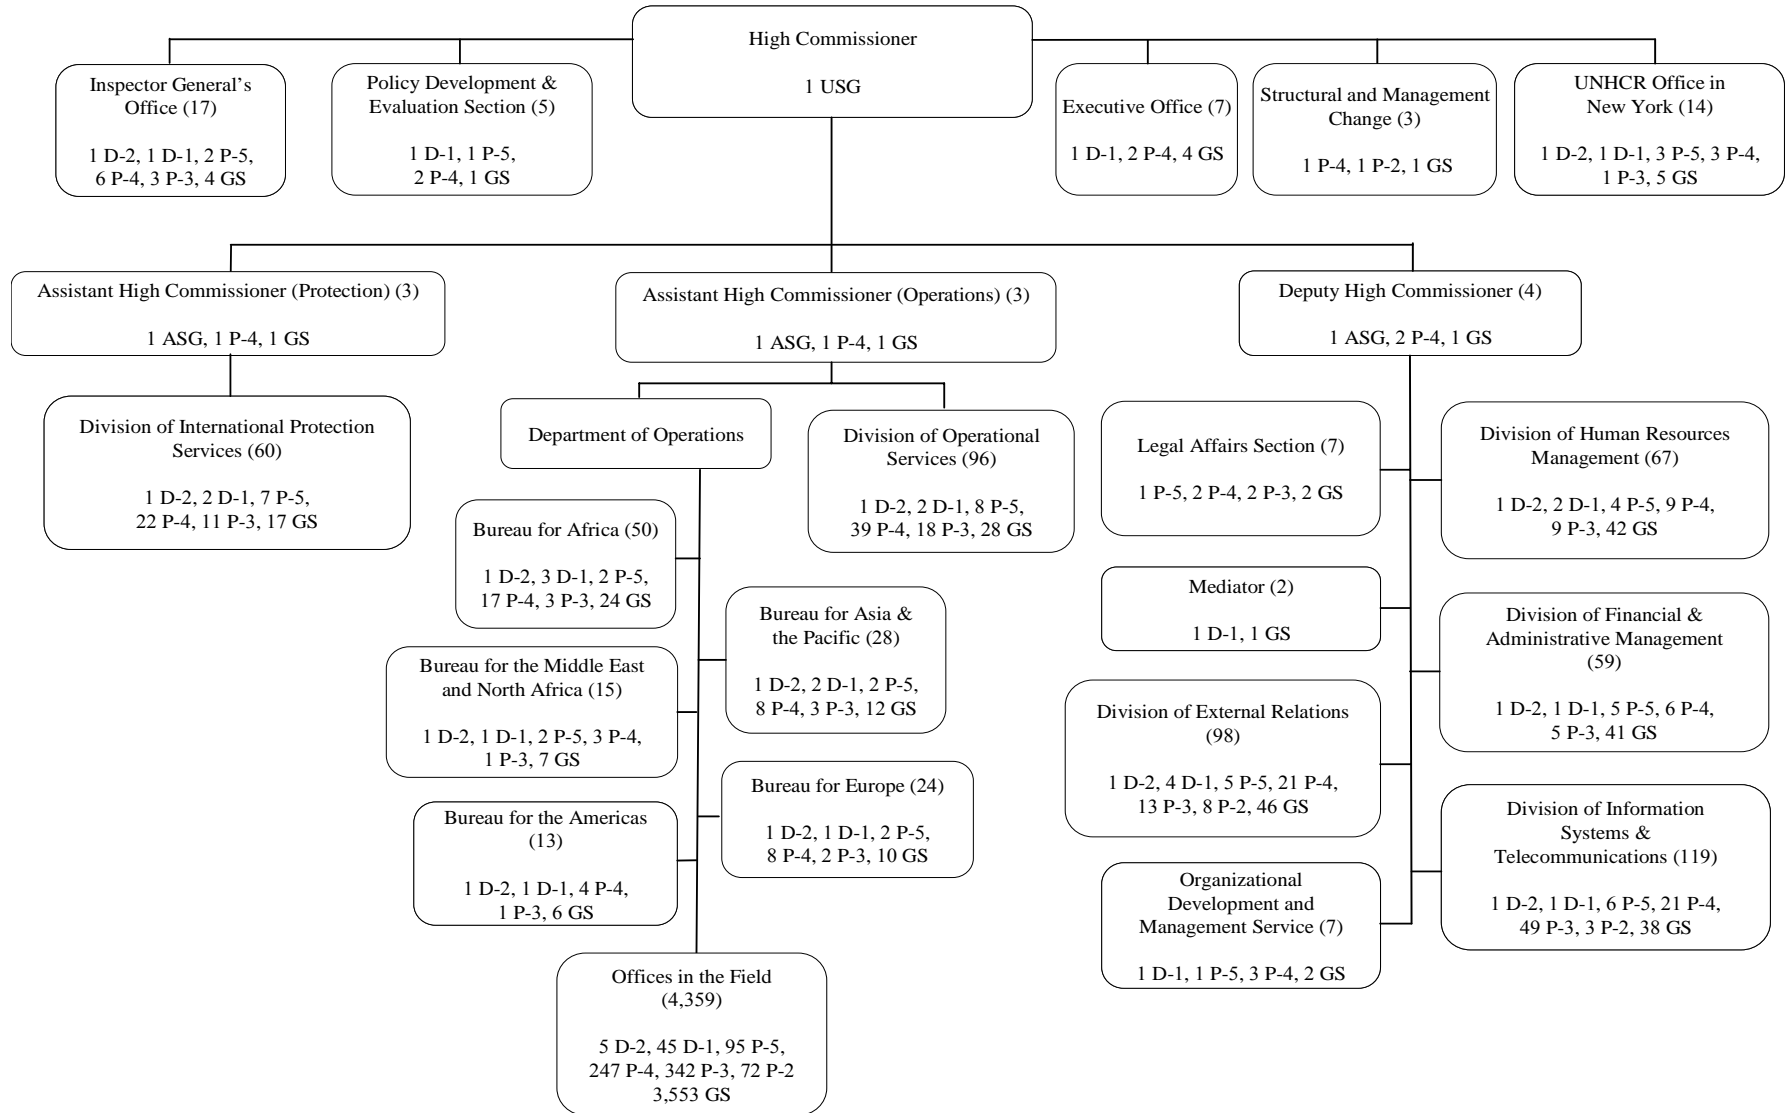 High Commissioner
1 USG
Inspector General’s
Office (17)
1 D-2, 1 D-1, 2 P-5,
6 P-4, 3 P-3, 4 GS
Policy Development &
Evaluation Section (5)
1 D-1, 1 P-5,
2 P-4, 1 GS
Executive Office (7)
1 D-1, 2 P-4, 4 GS
Structural and Management
Change (3)
1 P-4, 1 P-2, 1 GS
UNHCR Office in
New York (14)
1 D-2, 1 D-1, 3 P-5, 3 P-4,
1 P-3, 5 GS
Assistant High Commissioner (Protection) (3)
1 ASG, 1 P-4, 1 GS
Assistant High Commissioner (Operations) (3)
1 ASG, 1 P-4, 1 GS
Deputy High Commissioner (4)
1 ASG, 2 P-4, 1 GS
Division of International Protection
Services (60)
1 D-2, 2 D-1, 7 P-5,
22 P-4, 11 P-3, 17 GS
Department of Operations
Division of Operational
Services (96)
1 D-2, 2 D-1, 8 P-5,
39 P-4, 18 P-3, 28 GS
Bureau for Africa (50)
1 D-2, 3 D-1, 2 P-5,
17 P-4, 3 P-3, 24 GS
Bureau for Asia &
the Pacific (28)
1 D-2, 2 D-1, 2 P-5,
8 P-4, 3 P-3, 12 GS
Bureau for the Middle East
and North Africa (15)
1 D-2, 1 D-1, 2 P-5, 3 P-4,
1 P-3, 7 GS
Bureau for Europe (24)
1 D-2, 1 D-1, 2 P-5,
8 P-4, 2 P-3, 10 GS
Bureau for the Americas
(13)
1 D-2, 1 D-1, 4 P-4,
1 P-3, 6 GS
Offices in the Field
(4,359)
5 D-2, 45 D-1, 95 P-5,
247 P-4, 342 P-3, 72 P-2
3,553 GS
Legal Affairs Section (7)
1 P-5, 2 P-4, 2 P-3, 2 GS
Division of Human Resources
Management (67)
1 D-2, 2 D-1, 4 P-5, 9 P-4,
9 P-3, 42 GS
Mediator (2)
1 D-1, 1 GS
Division of Financial &
Administrative Management
(59)
1 D-2, 1 D-1, 5 P-5, 6 P-4,
5 P-3, 41 GS
Division of External Relations
(98)
1 D-2, 4 D-1, 5 P-5, 21 P-4,
13 P-3, 8 P-2, 46 GS
Division of Information
Systems &
Telecommunications (119)
1 D-2, 1 D-1, 6 P-5, 21 P-4,
49 P-3, 3 P-2, 38 GS
Organizational
Development and
Management Service (7)
1 D-1, 1 P-5, 3 P-4, 2 GS